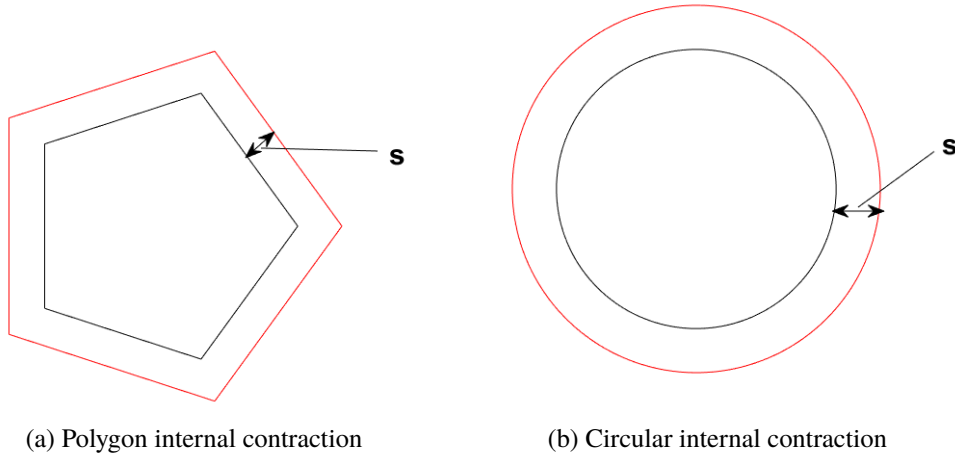 s
s
(a) Polygon internal contraction
(b) Circular internal contraction